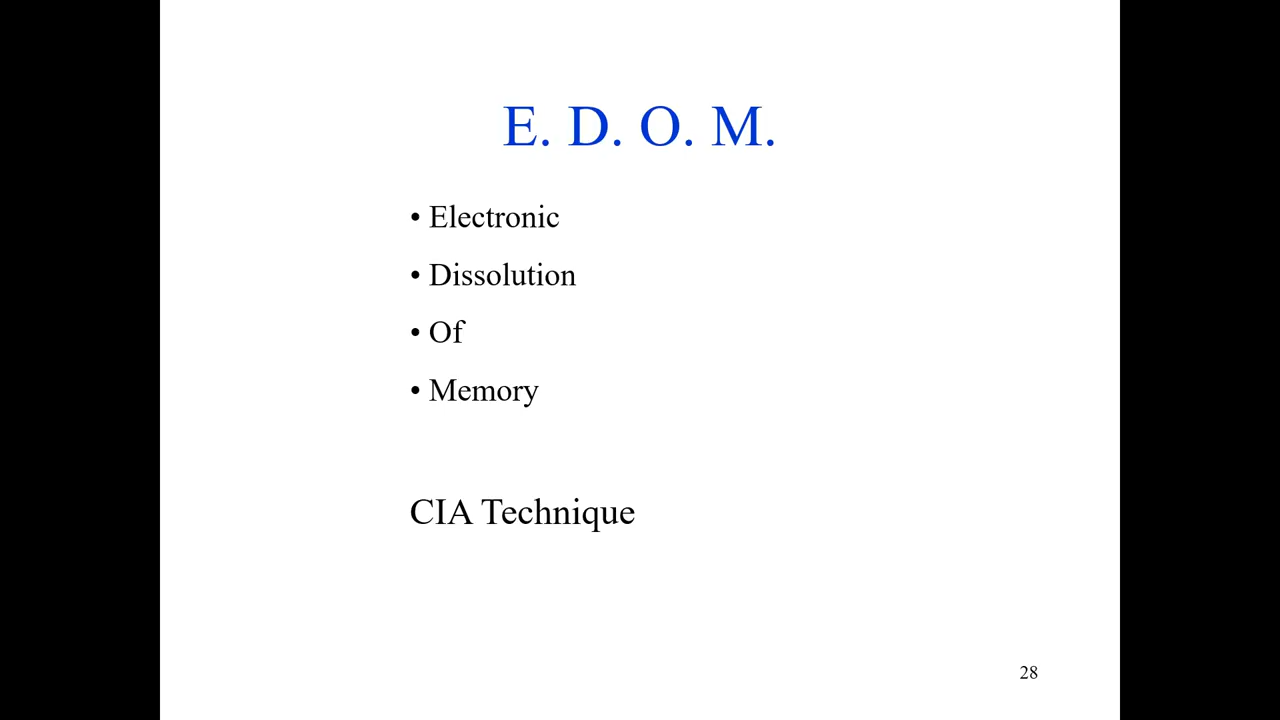 E. D. O. M.
• Electronic
• Dissolution
• Of
• Memory
CIA Technique
28